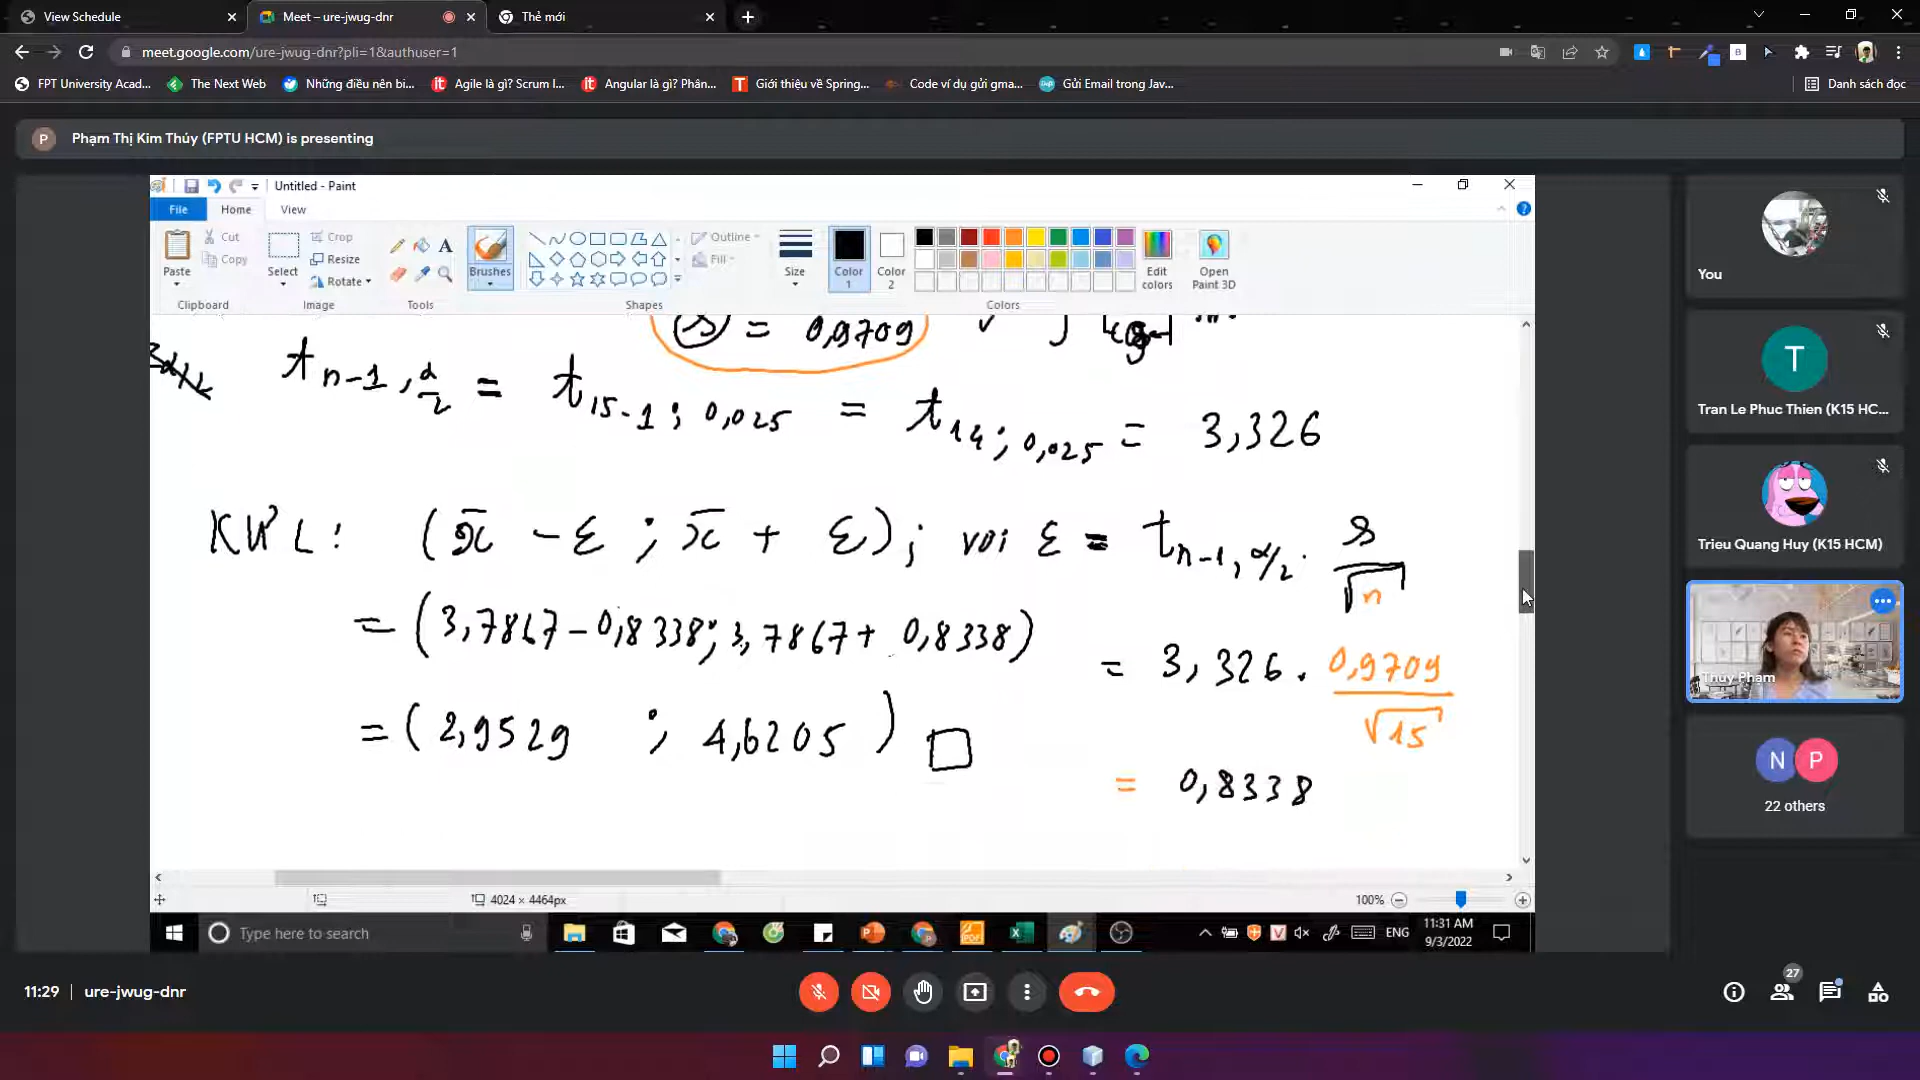 View Schedule
Meet – ure-jwug-dnr
Thẻ mới
meet.google.com/ure-jwug-dnr?pli=1&authuser=1
FPT University Acad...
The Next Web
Những điều nên bi...
Agile là gì? Scrum I...
Angular là gì? Phân...
Giới thiệu về Spring...
Code ví dụ gửi gma...
Gửi Email trong Jav...
Danh sách đọc
P
Phạm Thị Kim Thúy (FPTU HCM) is presenting
Untitled - Paint
File
Home
View
Paste
Cut
Copy
Clipboard
Select
Crop
Resize
Rotate
Image
A
Tools
Brushes
Outline
Fill
Shapes
Size
Color 1
Color 2
Edit colors
Open Paint 3D
Colors
(s) = 0,9709
t n-1, α/2 = t 15-1; 0,025 = t 14; 0,025 = 3,326
(x̄ - ε ; x̄ + ε); với ε = t n-1, α/2 · s/√n
= (3,7867 - 0,8338; 3,7867 + 0,8338)
= 3,326 . 0,9709/√15
= (2,9529 ; 4,6205) □
= 0,8338
4024 × 4464px
100%
Type here to search
ENG
11:31 AM
9/3/2022
You
T
Tran Le Phuc Thien (K15 HC...
Trieu Quang Huy (K15 HCM)
Thuy Pham
N
P
22 others
11:29 | ure-jwug-dnr
27